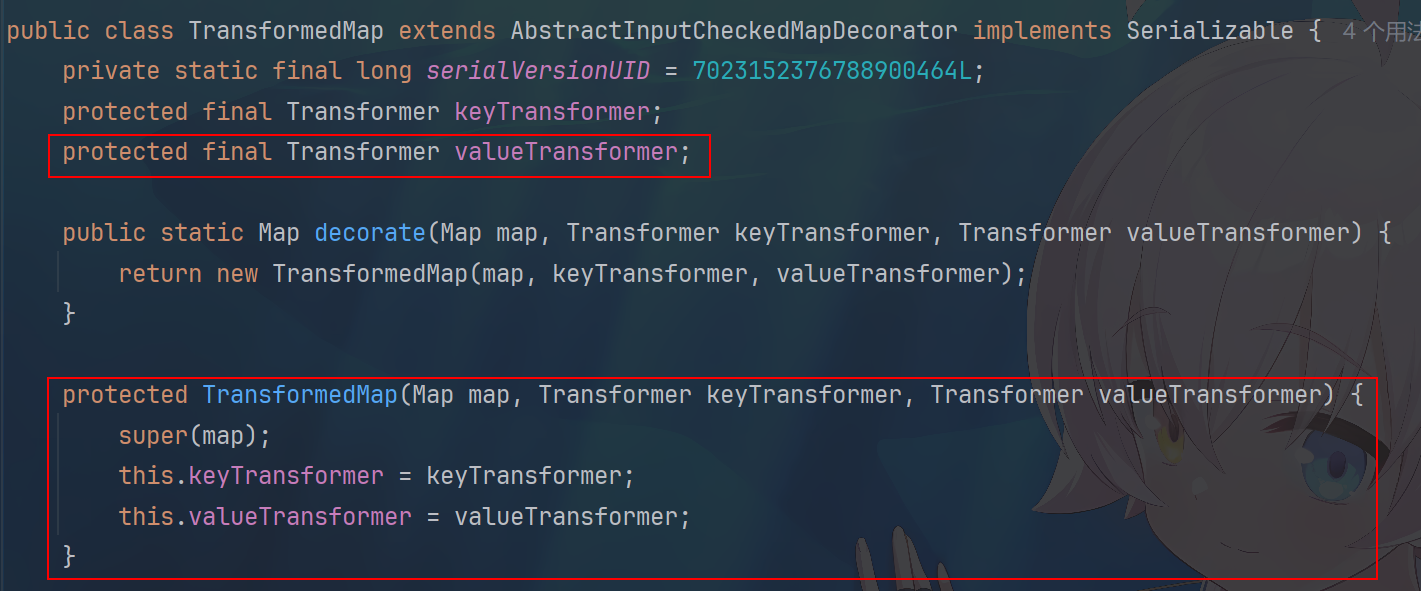 public class TransformedMap extends AbstractInputCheckedMapDecorator implements Serializable { 4 个用法
private static final long serialVersionUID = 7023152376788900464L;
protected final Transformer keyTransformer;
protected final Transformer valueTransformer;
public static Map decorate(Map map, Transformer keyTransformer, Transformer valueTransformer) {
return new TransformedMap(map, keyTransformer, valueTransformer);
}
protected TransformedMap(Map map, Transformer keyTransformer, Transformer valueTransformer) {
super(map);
this.keyTransformer = keyTransformer;
this.valueTransformer = valueTransformer;
}